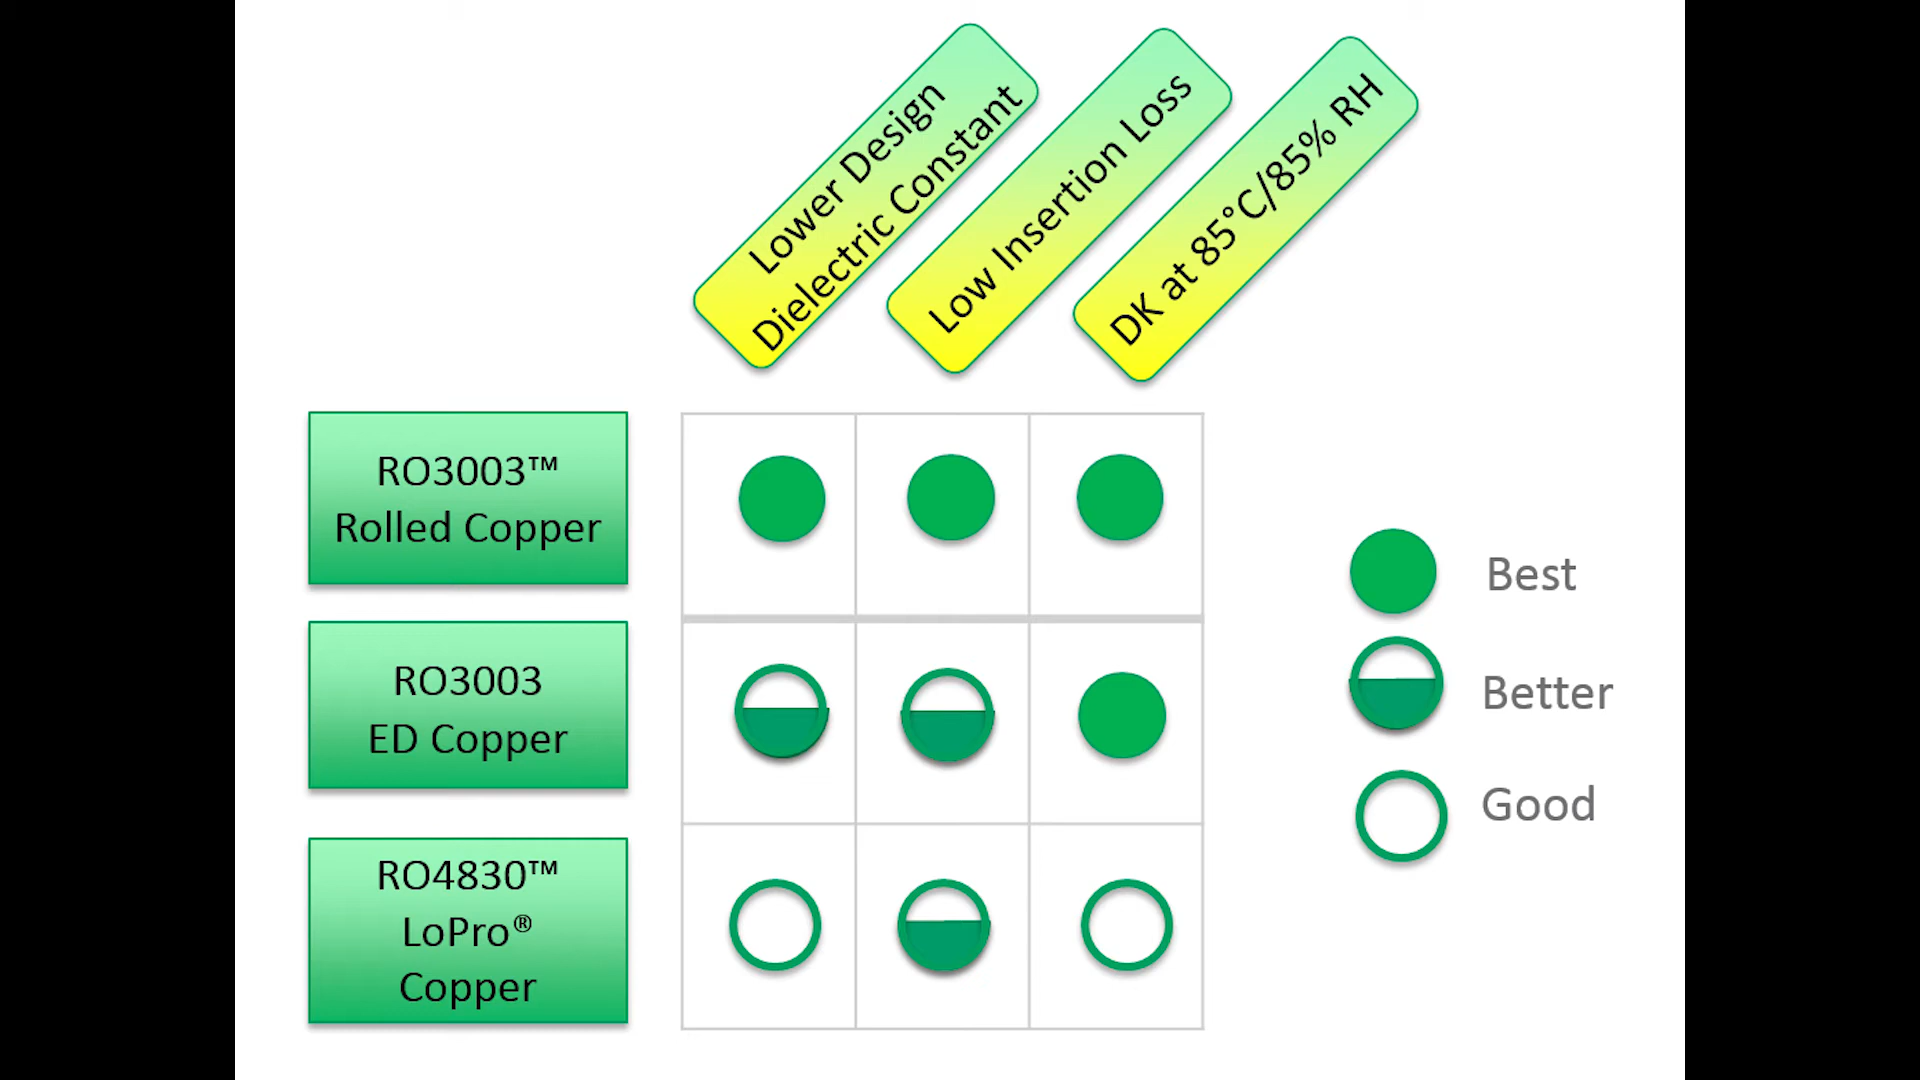 Lower Design
Dielectric Constant
Low Insertion Loss
DK at 85°C/85% RH
RO3003™
Rolled Copper
RO3003
ED Copper
RO4830™
LoPro®
Copper
Best
Better
Good